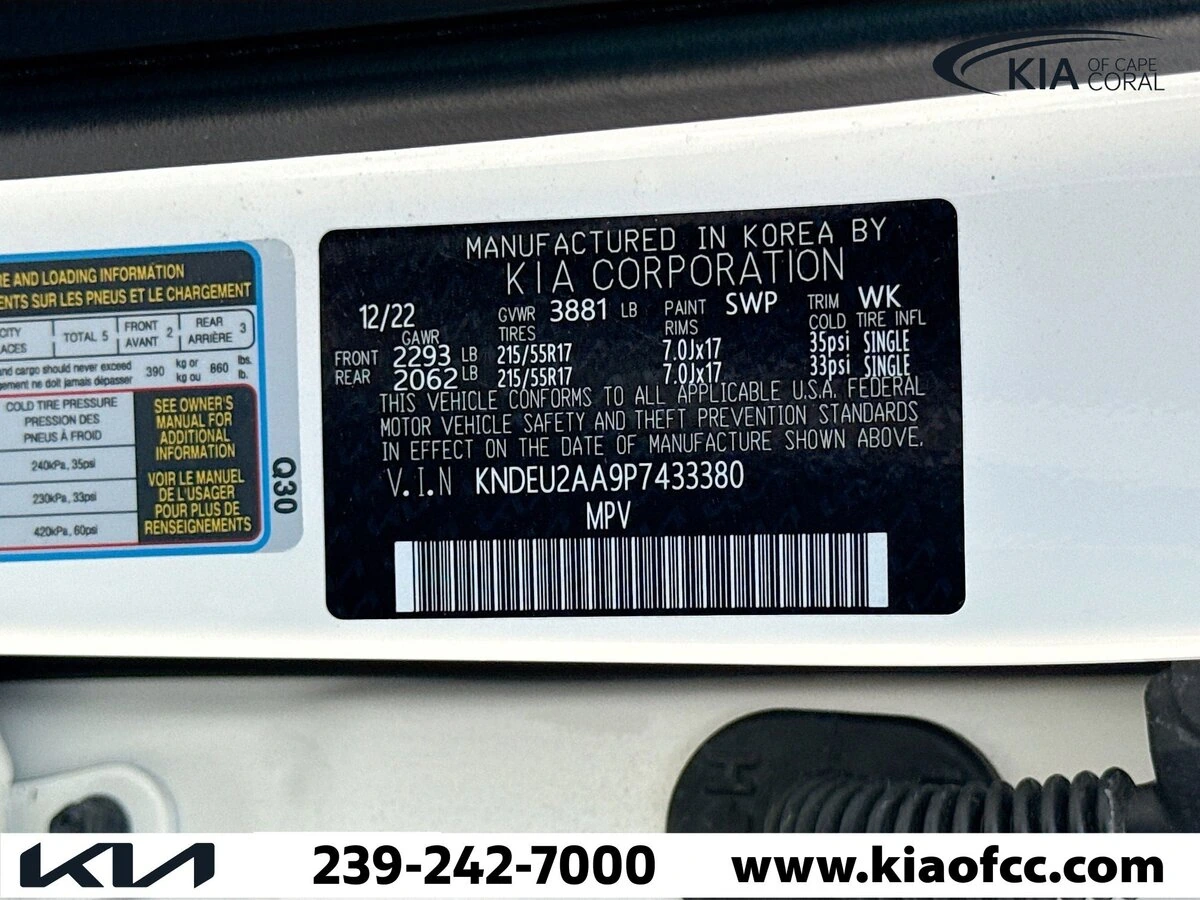 KIA OF CAPE CORAL
MANUFACTURED IN KOREA BY
KIA CORPORATION
12/22 GVWR 3881 LB PAINT SWP TRIM WK
GAWR TIRES RIMS COLD TIRE INFL
FRONT 2293 LB 215/55R17 7.0Jx17 35psi SINGLE
REAR 2062 LB 215/55R17 7.0Jx17 33psi SINGLE
THIS VEHICLE CONFORMS TO ALL APPLICABLE U.S.A. FEDERAL
MOTOR VEHICLE SAFETY AND THEFT PREVENTION STANDARDS
IN EFFECT ON THE DATE OF MANUFACTURE SHOWN ABOVE.
V.I.N KNDEU2AA9P7433380
MPV
RE AND LOADING INFORMATION
ENTS SUR LES PNEUS ET LE CHARGEMENT
CITY TOTAL 5 FRONT 2 REAR 3
ACES AVANT ARRIÈRE
and cargo should never exceed 390 kg or 860 lbs.
gement ne doit jamais dépasser kg ou lb.
COLD TIRE PRESSURE
PRESSION DES
PNEUS À FROID
240kPa, 35psi
230kPa, 33psi
420kPa, 60psi
SEE OWNER'S
MANUAL FOR
ADDITIONAL
INFORMATION
VOIR LE MANUEL
DE L'USAGER
POUR PLUS DE
RENSEIGNEMENTS
Q30
KIA 239-242-7000 www.kiaofcc.com